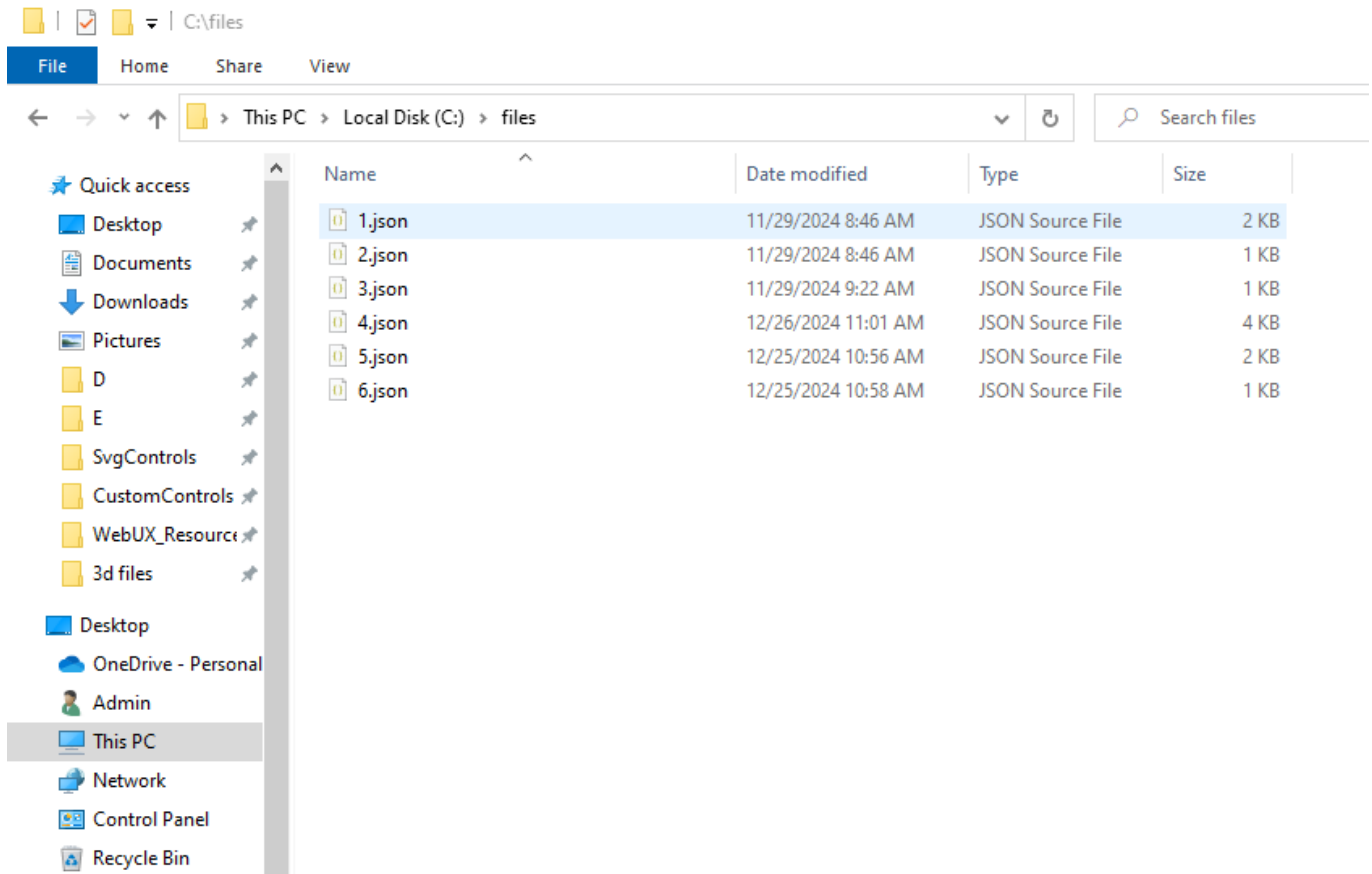 C:\files
File Home Share View
This PC Local Disk (C:) files
Search files
Name Date modified Type Size
1.json 11/29/2024 8:46 AM JSON Source File 2 KB
2.json 11/29/2024 8:46 AM JSON Source File 1 KB
3.json 11/29/2024 9:22 AM JSON Source File 1 KB
4.json 12/26/2024 11:01 AM JSON Source File 4 KB
5.json 12/25/2024 10:56 AM JSON Source File 2 KB
6.json 12/25/2024 10:58 AM JSON Source File 1 KB
Quick access
Desktop
Documents
Downloads
Pictures
D
E
SvgControls
CustomControls
WebUX_Resource
3d files
Desktop
OneDrive - Personal
Admin
This PC
Network
Control Panel
Recycle Bin